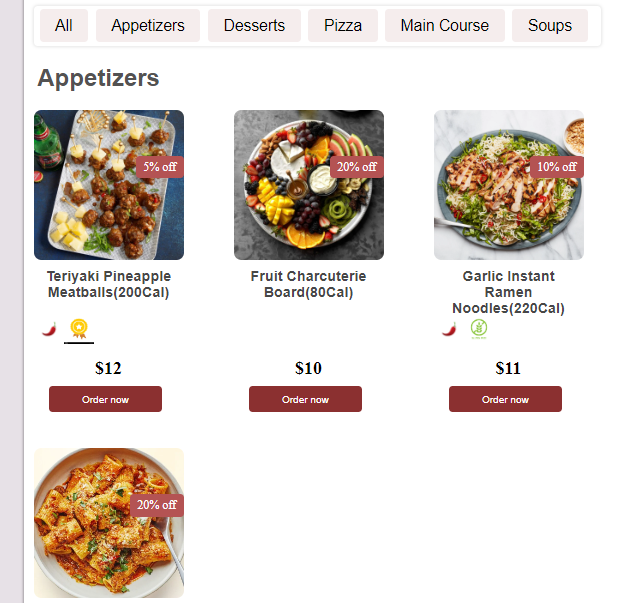 All Appetizers Desserts Pizza Main Course Soups
Appetizers
5% off
20% off
10% off
Teriyaki Pineapple
Meatballs(200Cal)
Fruit Charcuterie
Board(80Cal)
Garlic Instant
Ramen
Noodles(220Cal)
$12
$10
$11
Order now
Order now
Order now
20% off